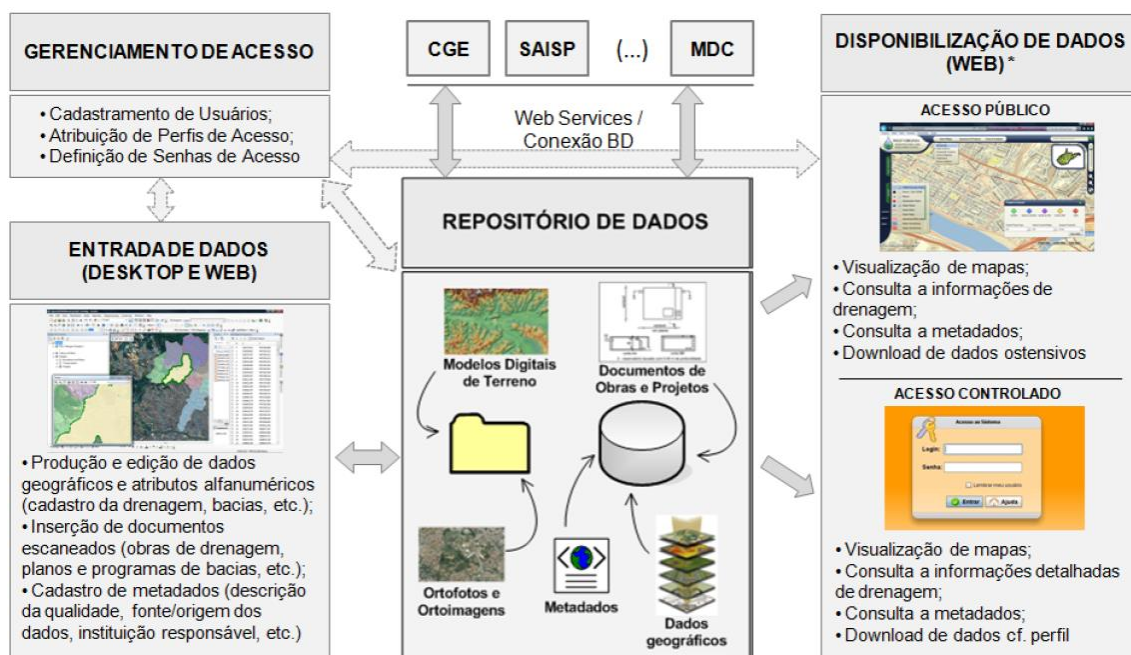 GERENCIAMENTO DE ACESSO
• Cadastramento de Usuários;
• Atribuição de Perfis de Acesso;
• Definição de Senhas de Acesso
ENTRADA DE DADOS
(DESKTOP E WEB)
• Produção e edição de dados
geográficos e atributos alfanuméricos
(cadastro da drenagem, bacias, etc.);
• Inserção de documentos
escaneados (obras de drenagem,
planos e programas de bacias, etc.);
• Cadastro de metadados (descrição
da qualidade, fonte/origem dos
dados, instituição responsável, etc.)
CGE
SAISP
(...)
MDC
Web Services /
Conexão BD
REPOSITÓRIO DE DADOS
Modelos Digitais
de Terreno
Documentos de
Obras e Projetos
Ortofotos e
Ortoimagens
Metadados
Dados
geográficos
DISPONIBILIZAÇÃO DE DADOS
(WEB) *
ACESSO PÚBLICO
• Visualização de mapas;
• Consulta a informações de
drenagem;
• Consulta a metadados;
• Download de dados ostensivos
ACESSO CONTROLADO
Acesso ao Sistema
Login:
Senha:
Lembrar meu usuário
Entrar
Ajuda
• Visualização de mapas;
• Consulta a informações detalhadas
de drenagem;
• Consulta a metadados;
• Download de dados cf. perfil